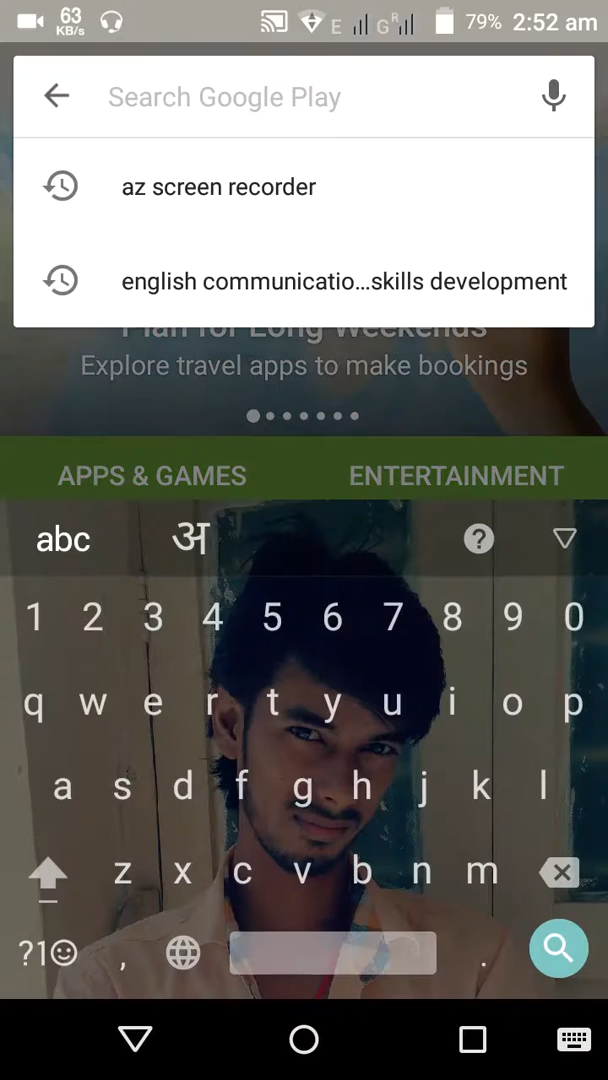 63
KB/s
E
G
R
79%
2:52 am
Search Google Play
az screen recorder
english communicatio...skills development
Plan for Long Weekends
Explore travel apps to make bookings
APPS & GAMES
ENTERTAINMENT
abc
अ
?
1 2 3 4 5 6 7 8 9 0
q w e r t y u i o p
a s d f g h j k l
z x c v b n m
?1
, .